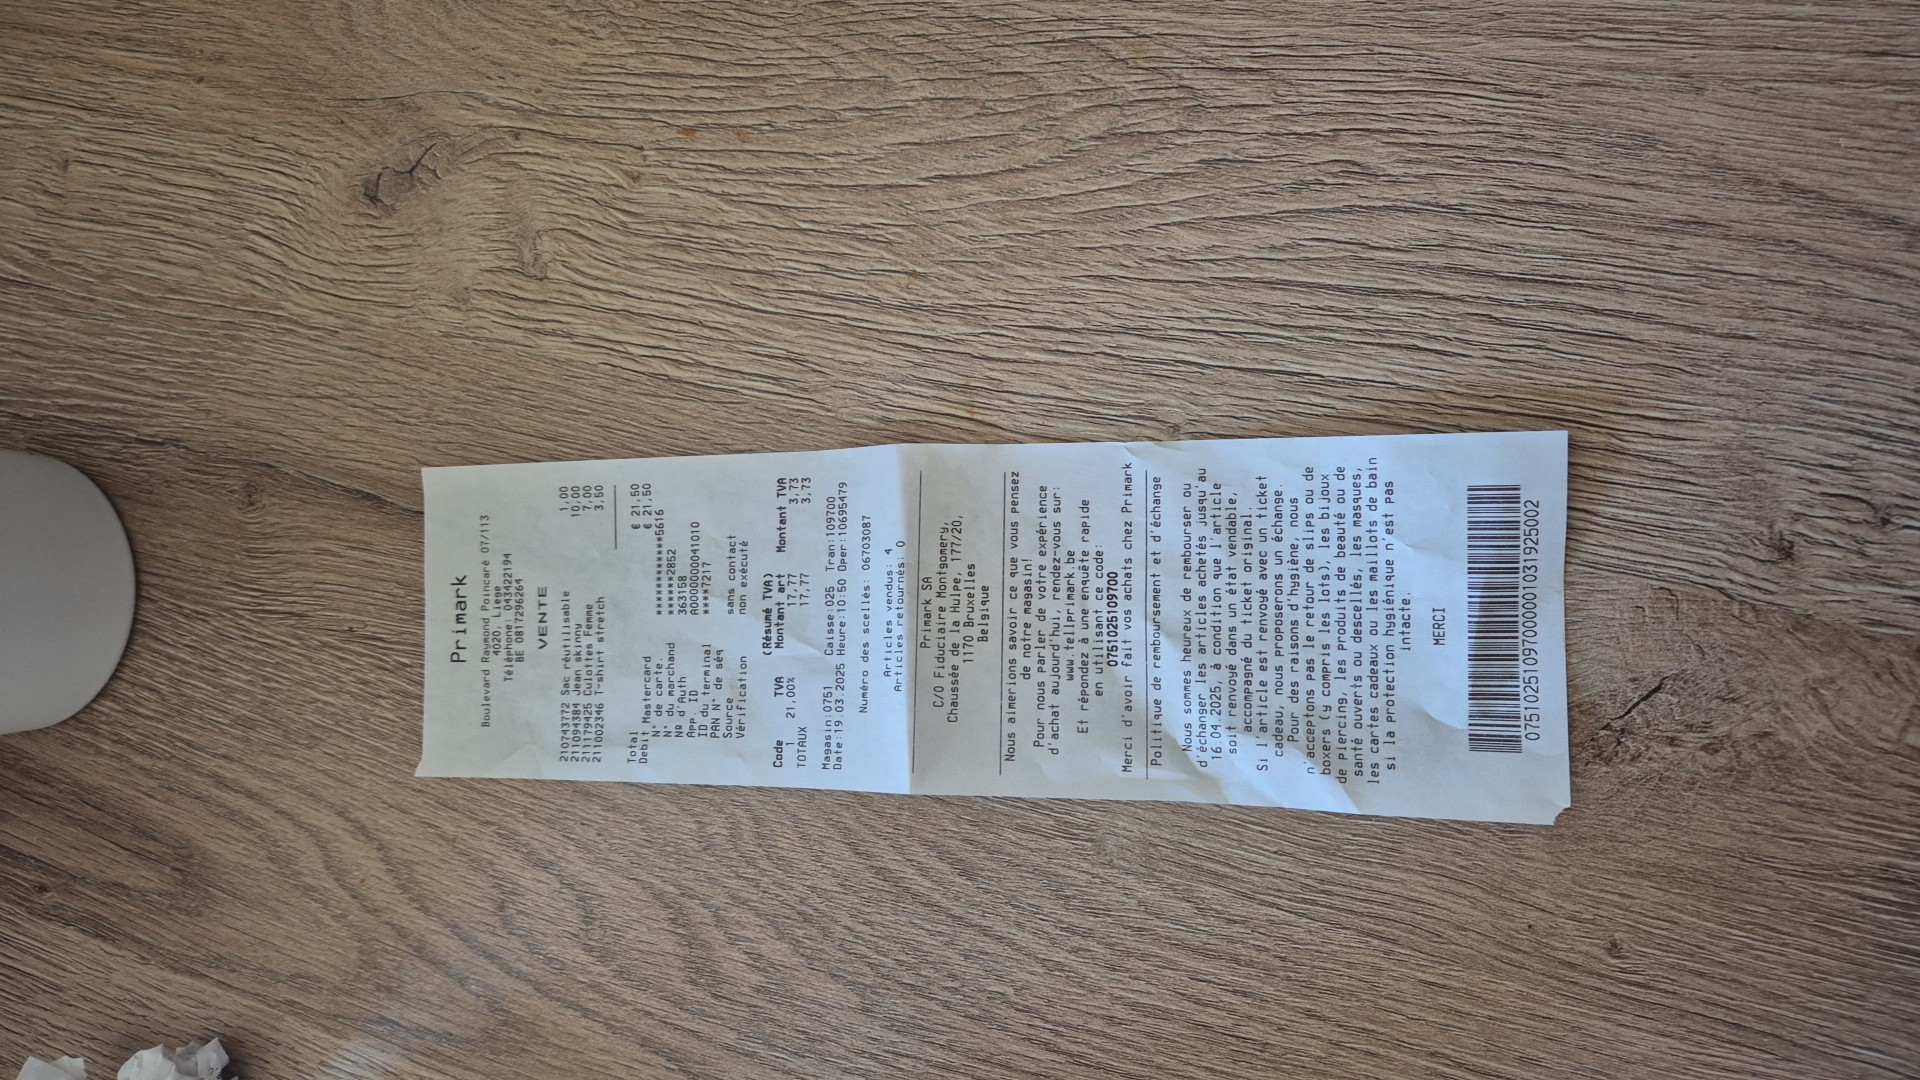 Primark
Boulevard Raymond Poincaré 07/113
4020, Liege
Téléphone: 043422194
BE 0817296264
VENTE
210743772 Sac réutilisable 1,00
211094384 Jean skinny 10,00
211179425 Culottes Femme 7,00
211002346 T-shirt stretch 3,50
Total € 21,50
Debit Mastercard € 21,50
N° de carte. ************5616
N° du marchand ******2852
No d'Auth 363158
App. ID A0000000041010
ID du terminal ****7217
PAN N° de séq
Source sans contact
Vérification non exécuté
(Résumé TVA)
Code TVA Montant art Montant TVA
1 21,00% 17,77 3,73
TOTAUX 17,77 3,73
Magasin:0751 Caisse:025 Tran:109700
Date:19.03.2025 Heure:10:50 Oper:10695479
Numéro des scellés: 06703087
Articles vendus: 4
Articles retournés: 0
Primark SA
C/O Fiduciaire Montgomery,
Chaussée de la Hulpe, 177/20,
1170 Bruxelles
Belgique
Nous aimerions savoir ce que vous pensez
de notre magasin!
Pour nous parler de votre expérience
d'achat aujourd'hui, rendez-vous sur:
www.tellprimark.be
Et répondez à une enquête rapide
en utilisant ce code:
075102510970​0
Merci d'avoir fait vos achats chez Primark
Politique de remboursement et d'échange
Nous sommes heureux de rembourser ou
d'échanger les articles achetés jusqu'au
16.04.2025, à condition que l'article
soit renvoyé dans un état vendable,
accompagné du ticket original.
Si l'article est renvoyé avec un ticket
cadeau, nous proposerons un échange.
Pour des raisons d'hygiène, nous
n'acceptons pas le retour de slips ou de
boxers (y compris les lots), les bijoux
de piercing, les produits de beauté ou de
santé ouverts ou descellés, les masques,
les cartes cadeaux ou les maillots de bain
si la protection hygiénique n'est pas
intacte.
MERCI
0751025109700000103192​5002